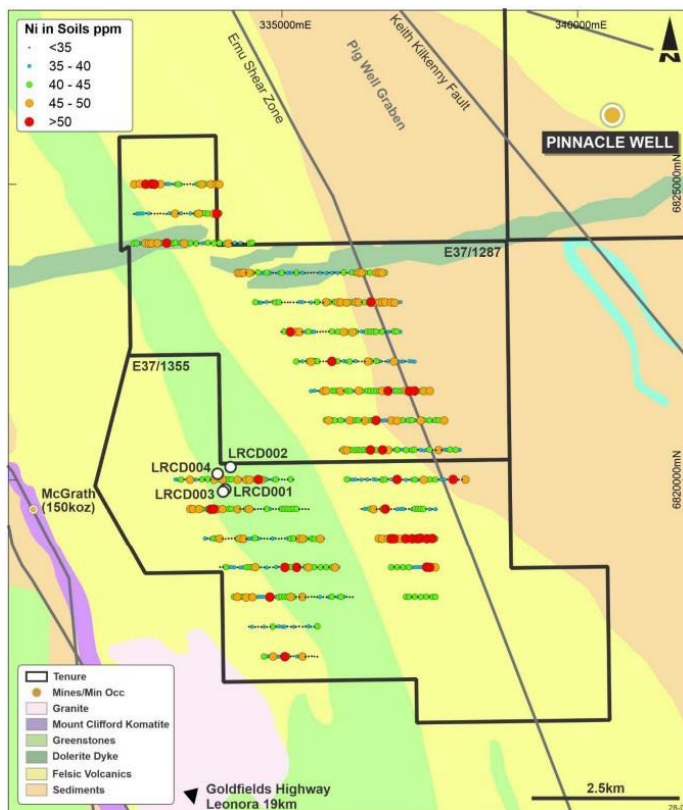 Ni in Soils ppm
<35
35 - 40
40 - 45
45 - 50
>50
335000mE
340000mE
Emu Shear Zone
Pig Well Graben
Keith Kilkenny Fault
N
PINNACLE WELL
6825000mN
E37/1287
E37/1355
LRCD002
LRCD004
LRCD003
LRCD001
6820000mN
McGrath
(150koz)
Tenure
Mines/Min Occ
Granite
Mount Clifford Komatite
Greenstones
Dolerite Dyke
Felsic Volcanics
Sediments
Goldfields Highway
Leonora 19km
2.5km